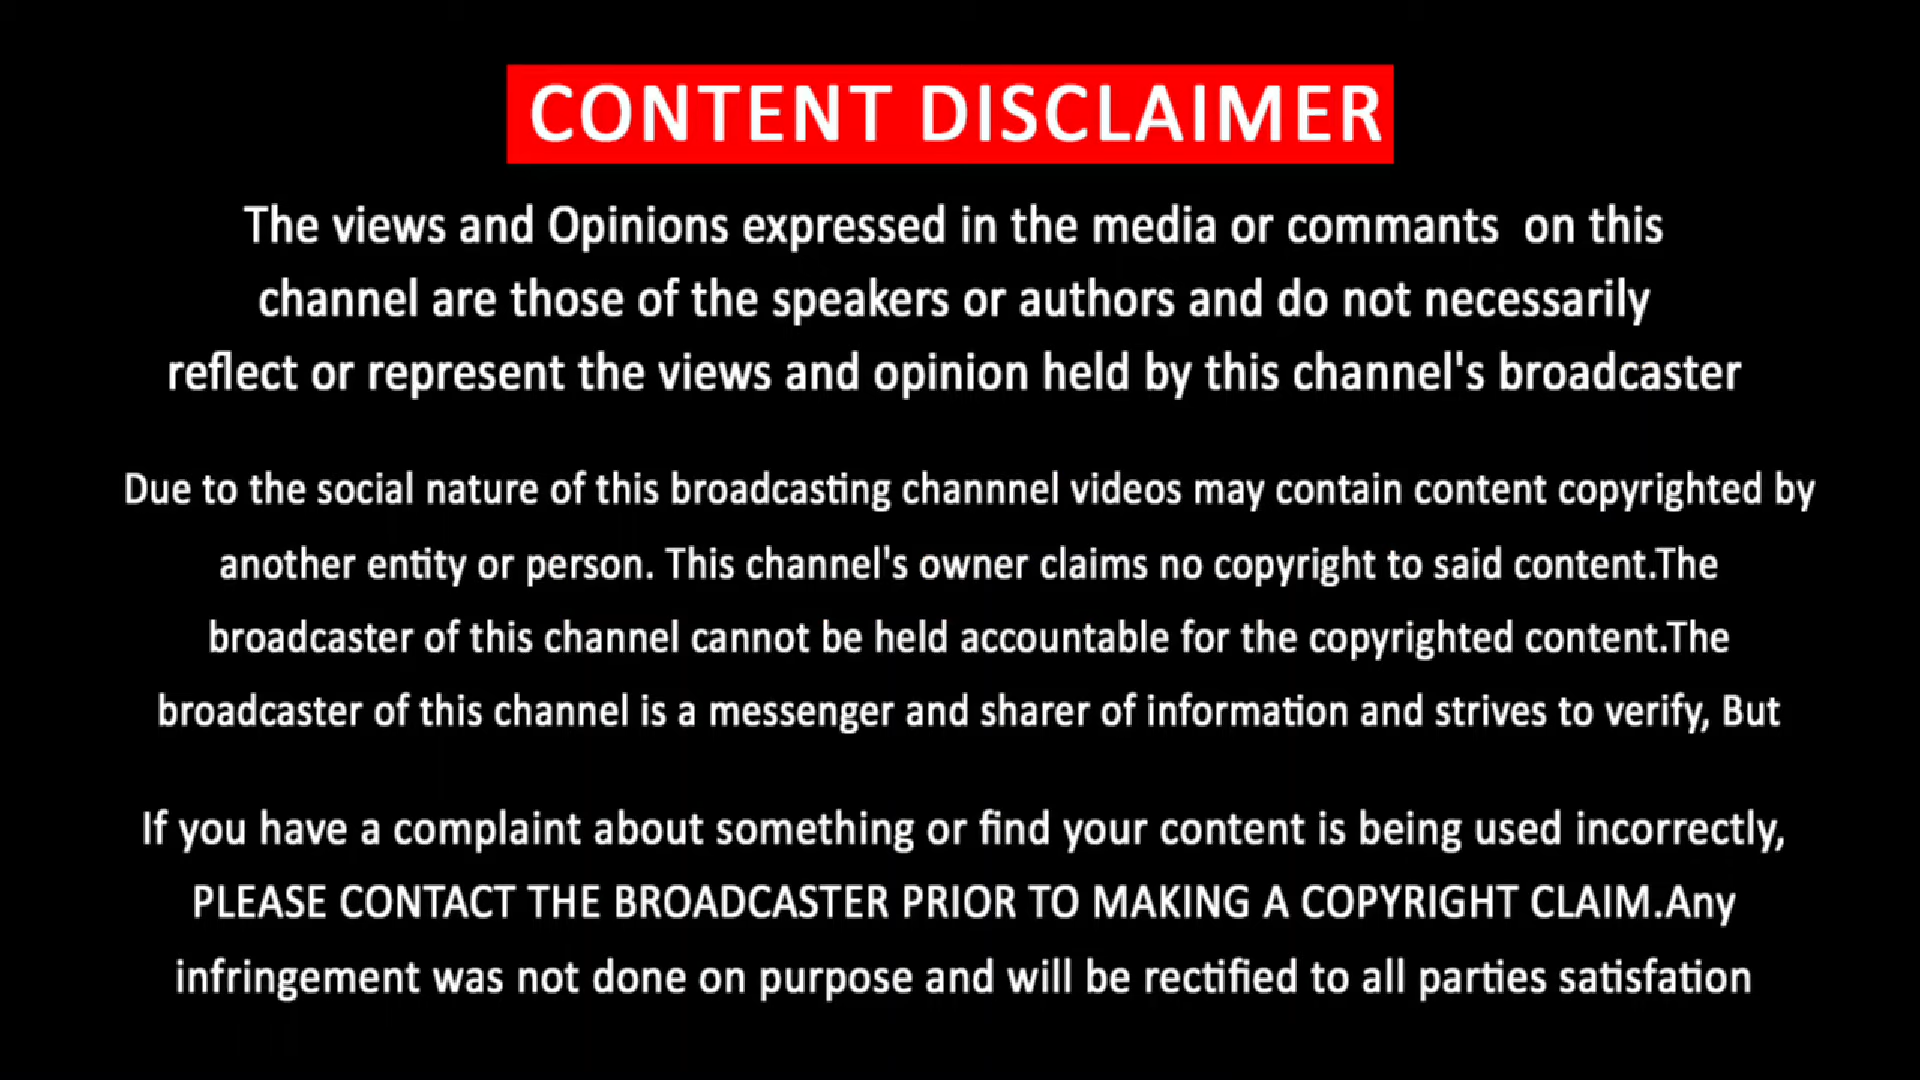 CONTENT DISCLAIMER
The views and Opinions expressed in the media or commants on this
channel are those of the speakers or authors and do not necessarily
reflect or represent the views and opinion held by this channel's broadcaster
Due to the social nature of this broadcasting channnel videos may contain content copyrighted by
another entity or person. This channel's owner claims no copyright to said content.The
broadcaster of this channel cannot be held accountable for the copyrighted content.The
broadcaster of this channel is a messenger and sharer of information and strives to verify, But
If you have a complaint about something or find your content is being used incorrectly,
PLEASE CONTACT THE BROADCASTER PRIOR TO MAKING A COPYRIGHT CLAIM.Any
infringement was not done on purpose and will be rectified to all parties satisfation